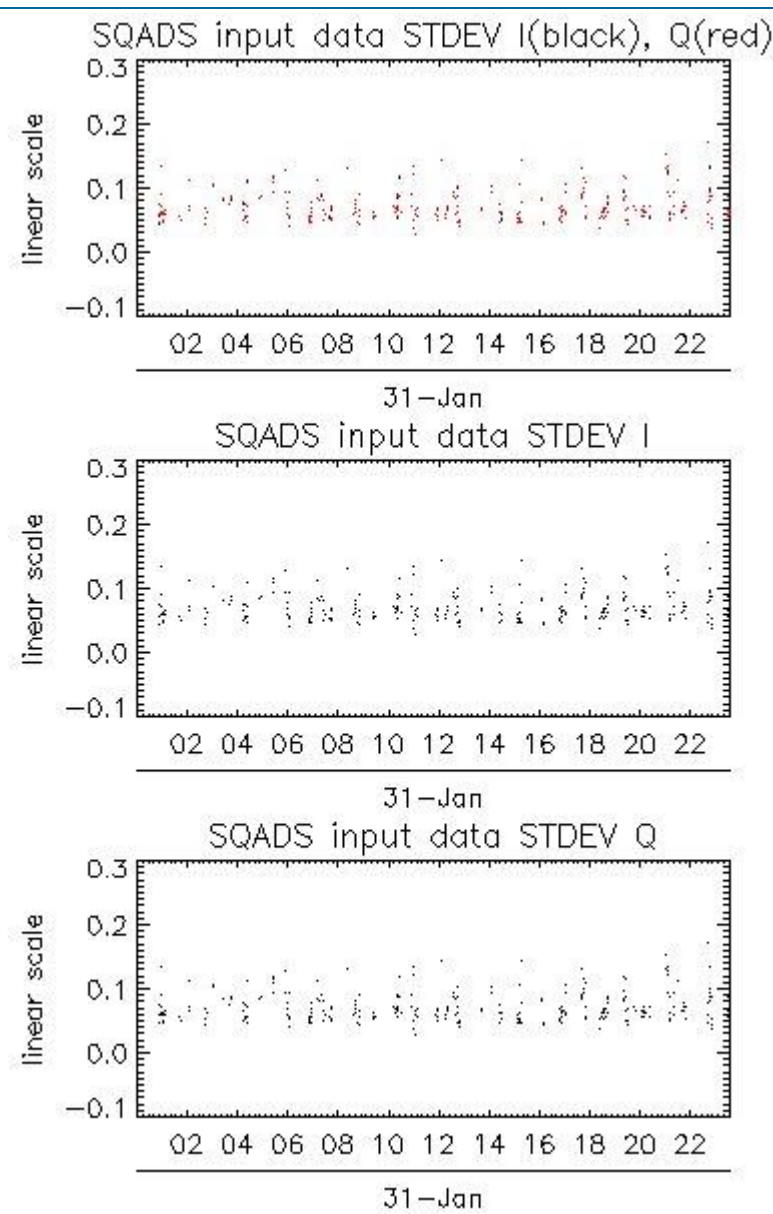 SQADS input data STDEV I(black), Q(red)
0.3
0.2
0.1
0.0
−0.1
linear scale
02 04 06 08 10 12 14 16 18 20 22
31−Jan
SQADS input data STDEV I
0.3
0.2
0.1
0.0
−0.1
linear scale
02 04 06 08 10 12 14 16 18 20 22
31−Jan
SQADS input data STDEV Q
0.3
0.2
0.1
0.0
−0.1
linear scale
02 04 06 08 10 12 14 16 18 20 22
31−Jan